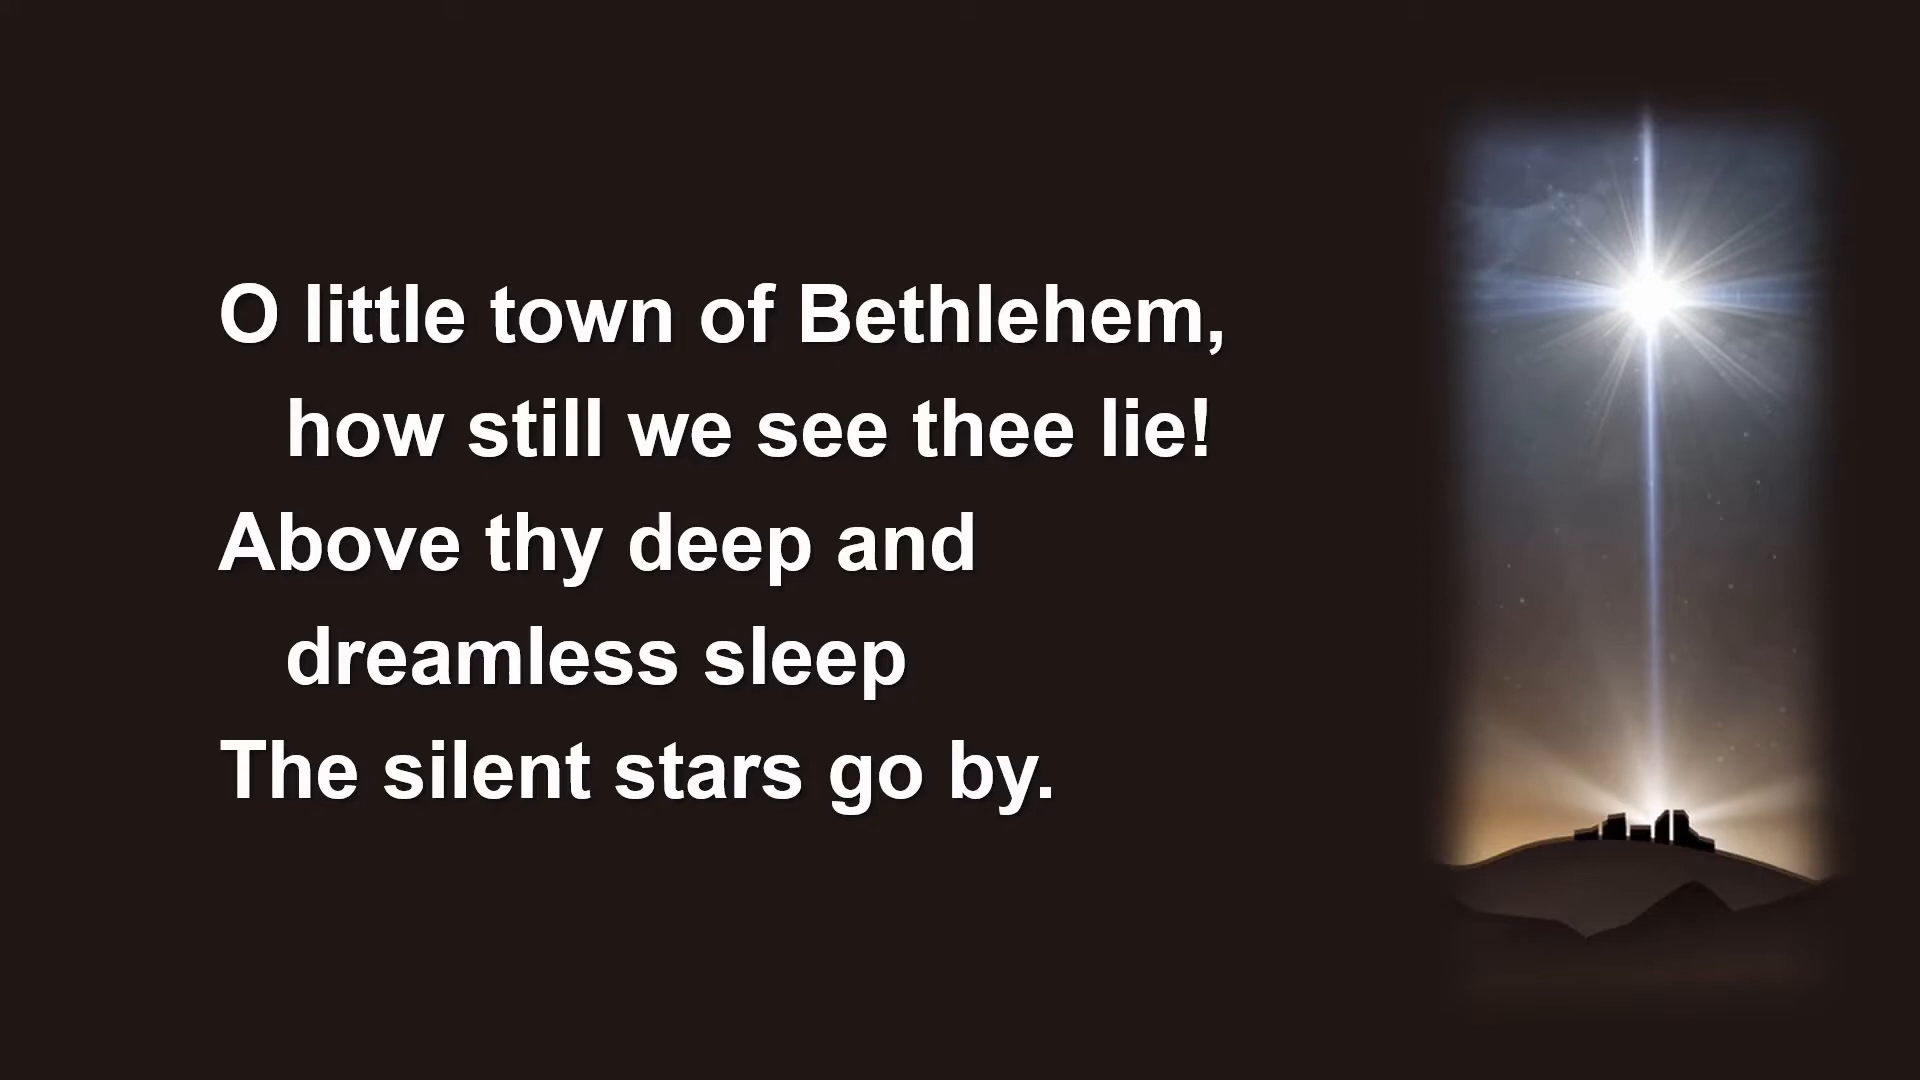 O little town of Bethlehem,
how still we see thee lie!
Above thy deep and
dreamless sleep
The silent stars go by.